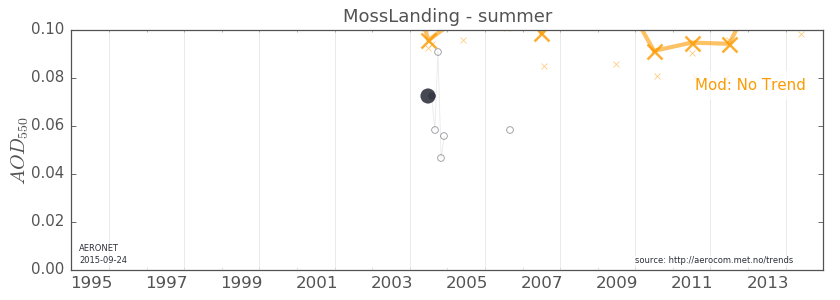 MossLanding - summer
0.10
0.08
0.06
0.04
0.02
0.00
AOD550
Mod: No Trend
AERONET
2015-09-24
source: http://aerocom.met.no/trends
1995 1997 1999 2001 2003 2005 2007 2009 2011 2013